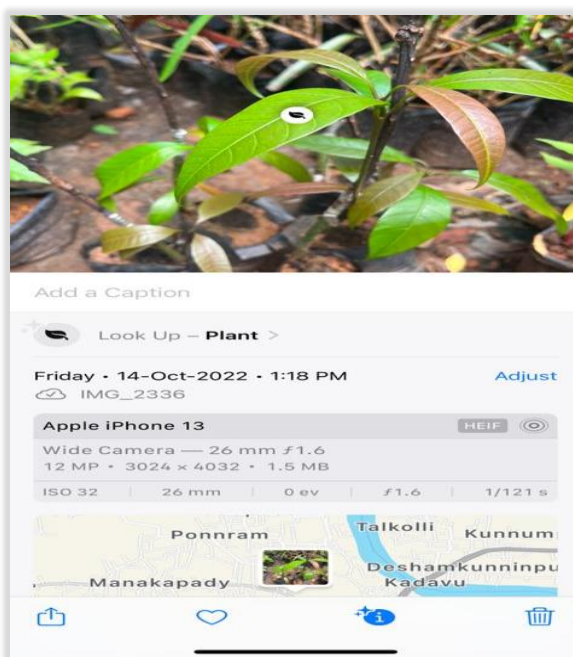 Add a Caption
Look Up – Plant >
Friday • 14-Oct-2022 • 1:18 PM
Adjust
IMG_2336
Apple iPhone 13
HEIF
Wide Camera — 26 mm ƒ1.6
12 MP • 3024 × 4032 • 1.5 MB
ISO 32 | 26 mm | 0 ev | ƒ1.6 | 1/121 s
Talkolli
Ponnram
Kunnum
Deshamkunninpu
Manakapady
Kadavu